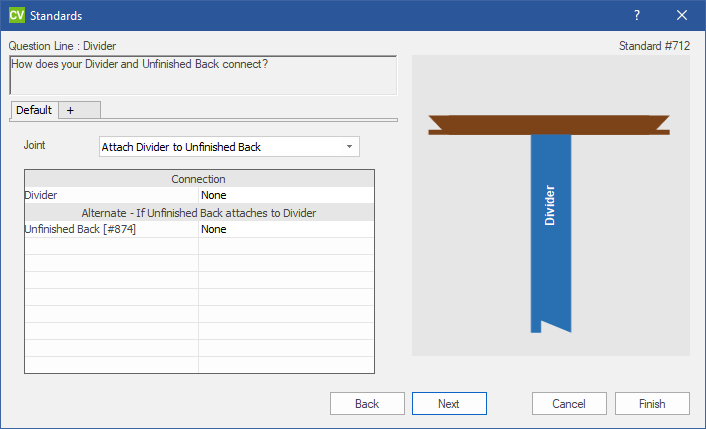 CV Standards
Question Line : Divider
Standard #712
How does your Divider and Unfinished Back connect?
Default +
Joint Attach Divider to Unfinished Back
Connection
Divider None
Alternate - If Unfinished Back attaches to Divider
Unfinished Back [#874] None
Divider
Back Next Cancel Finish